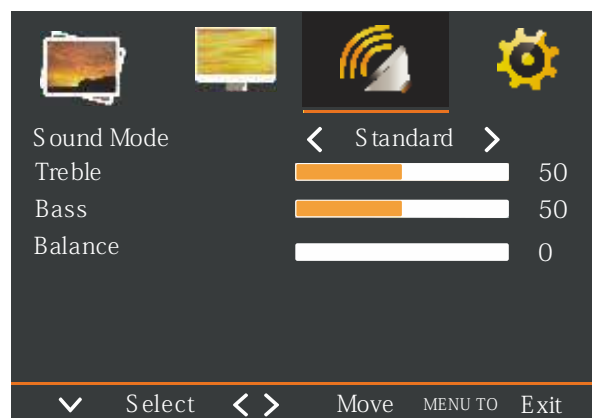 Sound Mode Standard
Treble 50
Bass 50
Balance 0
Select Move MENU TO Exit